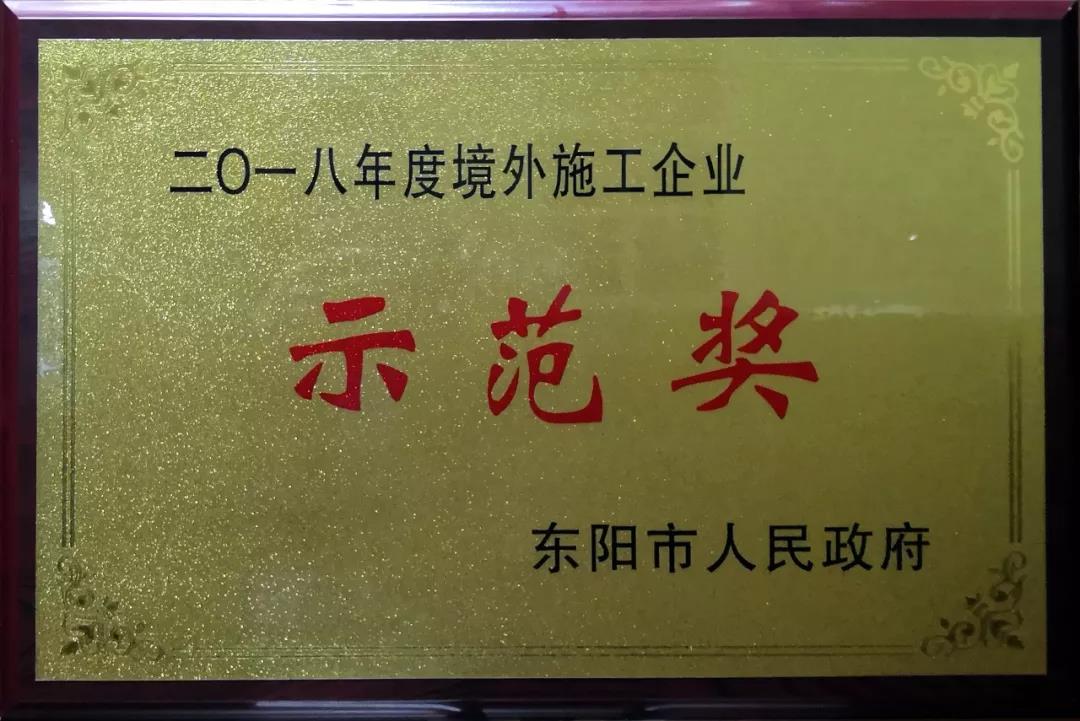 二〇一八年度境外施工企业
示范奖
东阳市人民政府